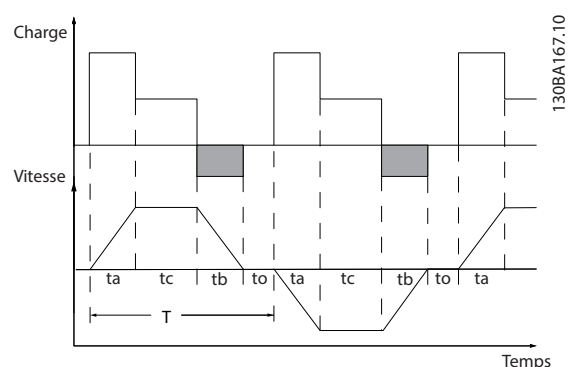 Charge
130BA167.10
Vitesse
ta tc tb to ta tc tb to ta
T
Temps